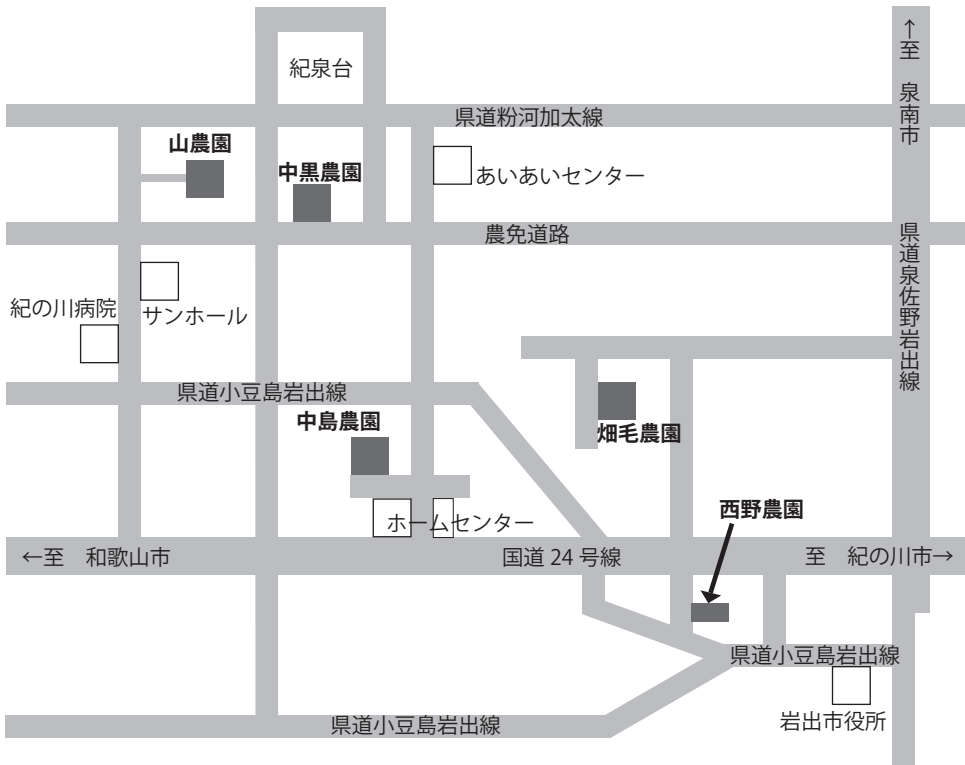 紀泉台
↑至　泉南市
県道粉河加太線
山農園
中黒農園
あいあいセンター
農免道路
県道泉佐野岩出線
紀の川病院
サンホール
県道小豆島岩出線
中島農園
畑毛農園
西野農園
ホームセンター
←至　和歌山市
国道 24 号線
至　紀の川市→
県道小豆島岩出線
県道小豆島岩出線
岩出市役所